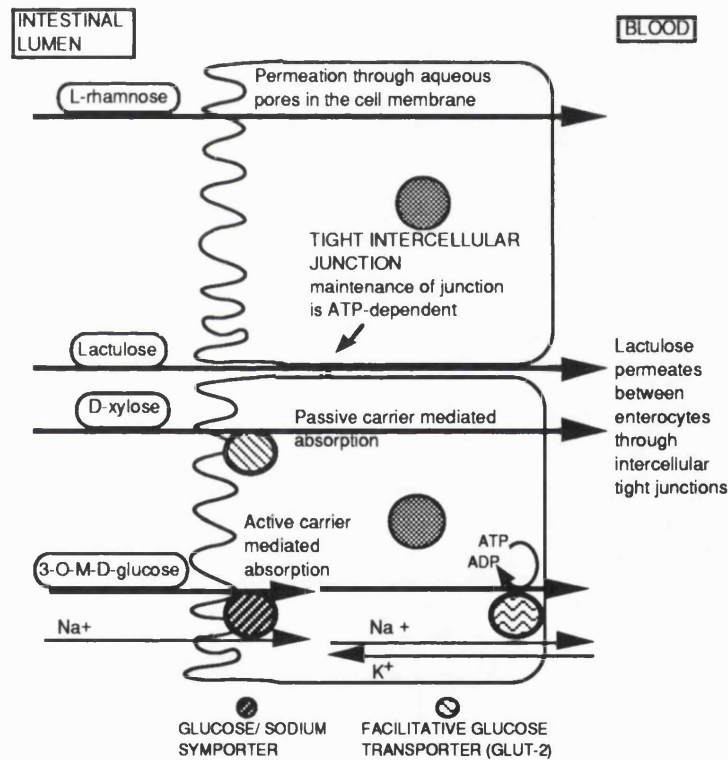 INTESTINAL
LUMEN
BLOOD
L-rhamnose
Permeation through aqueous
pores in the cell membrane
TIGHT INTERCELLULAR
JUNCTION
maintenance of junction
is ATP-dependent
Lactulose
Lactulose
permeates
between
enterocytes
through
intercellular
tight junctions
D-xylose
Passive carrier mediated
absorption
Active carrier
mediated
absorption
ATP
ADP
3-O-M-D-glucose
Na+
Na +
K+
GLUCOSE/ SODIUM
SYMPORTER
FACILITATIVE GLUCOSE
TRANSPORTER (GLUT-2)